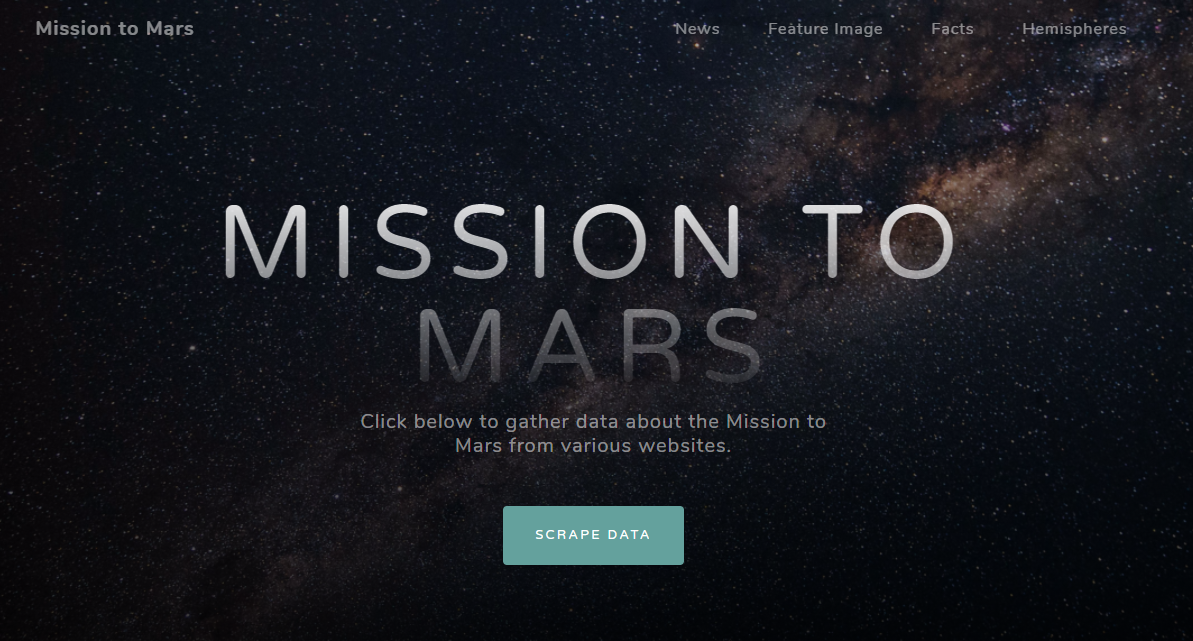 Mission to Mars
News
Feature Image
Facts
Hemispheres
MISSION TO
MARS
Click below to gather data about the Mission to
Mars from various websites.
SCRAPE DATA